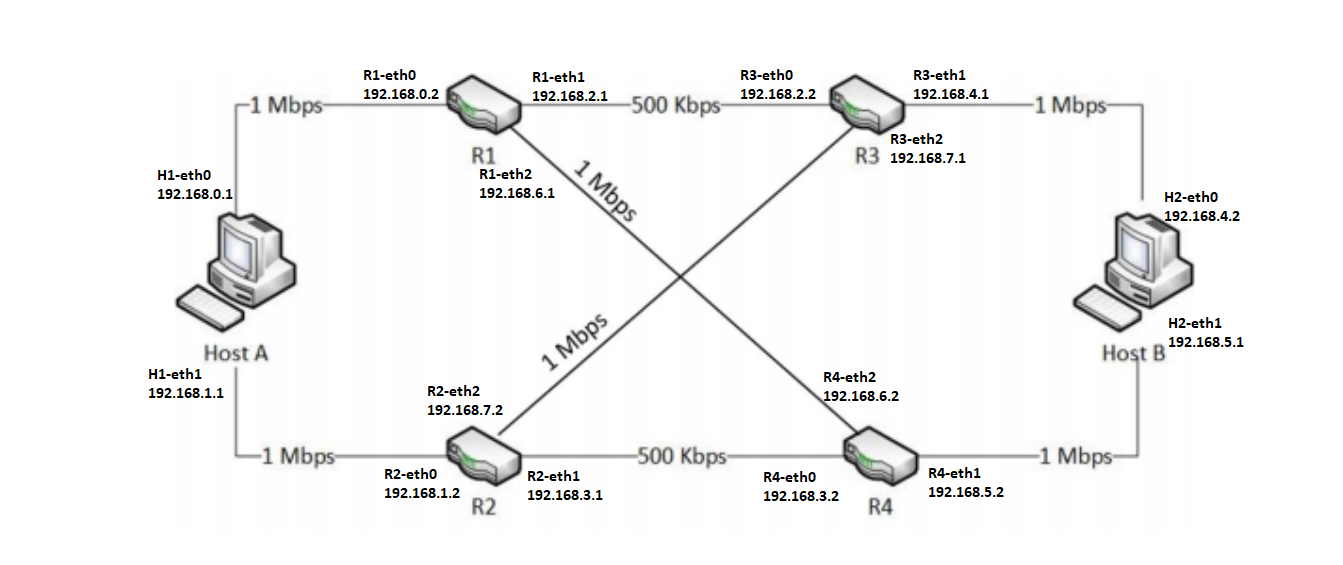 R1-eth0
192.168.0.2
R1-eth1
192.168.2.1
R3-eth0
192.168.2.2
R3-eth1
192.168.4.1
1 Mbps
500 Kbps
1 Mbps
R1
R3
R3-eth2
192.168.7.1
H1-eth0
192.168.0.1
R1-eth2
192.168.6.1
1 Mbps
H2-eth0
192.168.4.2
Host A
Host B
H2-eth1
192.168.5.1
1 Mbps
H1-eth1
192.168.1.1
R2-eth2
192.168.7.2
R4-eth2
192.168.6.2
1 Mbps
500 Kbps
1 Mbps
R2-eth0
192.168.1.2
R2-eth1
192.168.3.1
R4-eth0
192.168.3.2
R4-eth1
192.168.5.2
R2
R4